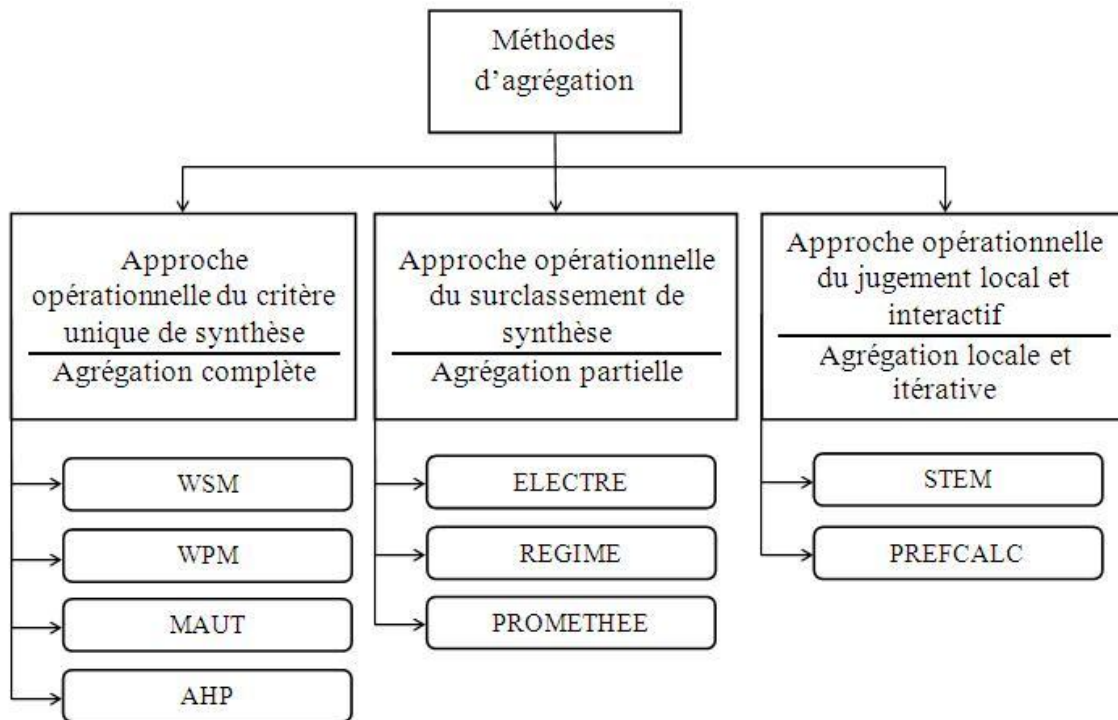 Méthodes
d'agrégation
Approche
opérationnelle du critère
unique de synthèse
Agrégation complète
WSM
WPM
MAUT
AHP
Approche opérationnelle
du surclassement de
synthèse
Agrégation partielle
ELECTRE
REGIME
PROMETHEE
Approche opérationnelle
du jugement local et
interactif
Agrégation locale et
itérative
STEM
PREFCALC